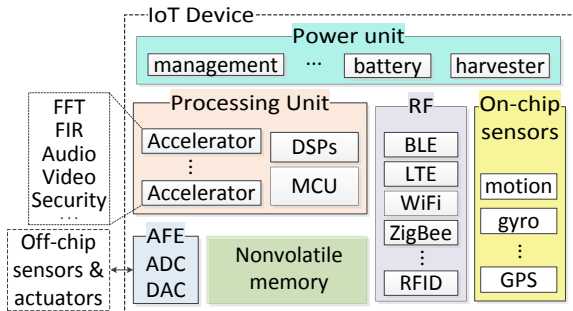 IoT Device
Power unit
management ... battery harvester
FFT
FIR
Audio
Video
Security
...
Processing Unit
Accelerator
⋮
Accelerator
DSPs
MCU
RF
BLE
LTE
WiFi
ZigBee
⋮
RFID
On-chip
sensors
motion
gyro
⋮
GPS
Off-chip
sensors &
actuators
AFE
ADC
DAC
Nonvolatile
memory